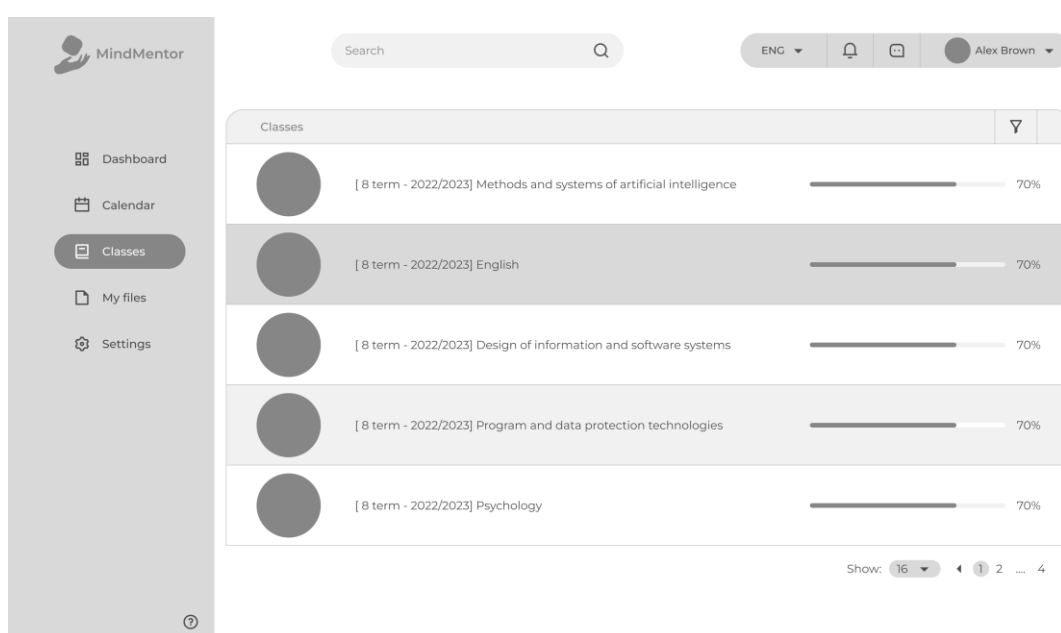 MindMentor
Search
ENG
Alex Brown
Classes
Dashboard
Calendar
Classes
My files
Settings
[ 8 term - 2022/2023] Methods and systems of artificial intelligence 70%
[ 8 term - 2022/2023] English 70%
[ 8 term - 2022/2023] Design of information and software systems 70%
[ 8 term - 2022/2023] Program and data protection technologies 70%
[ 8 term - 2022/2023] Psychology 70%
Show: 16 1 2 .... 4
?